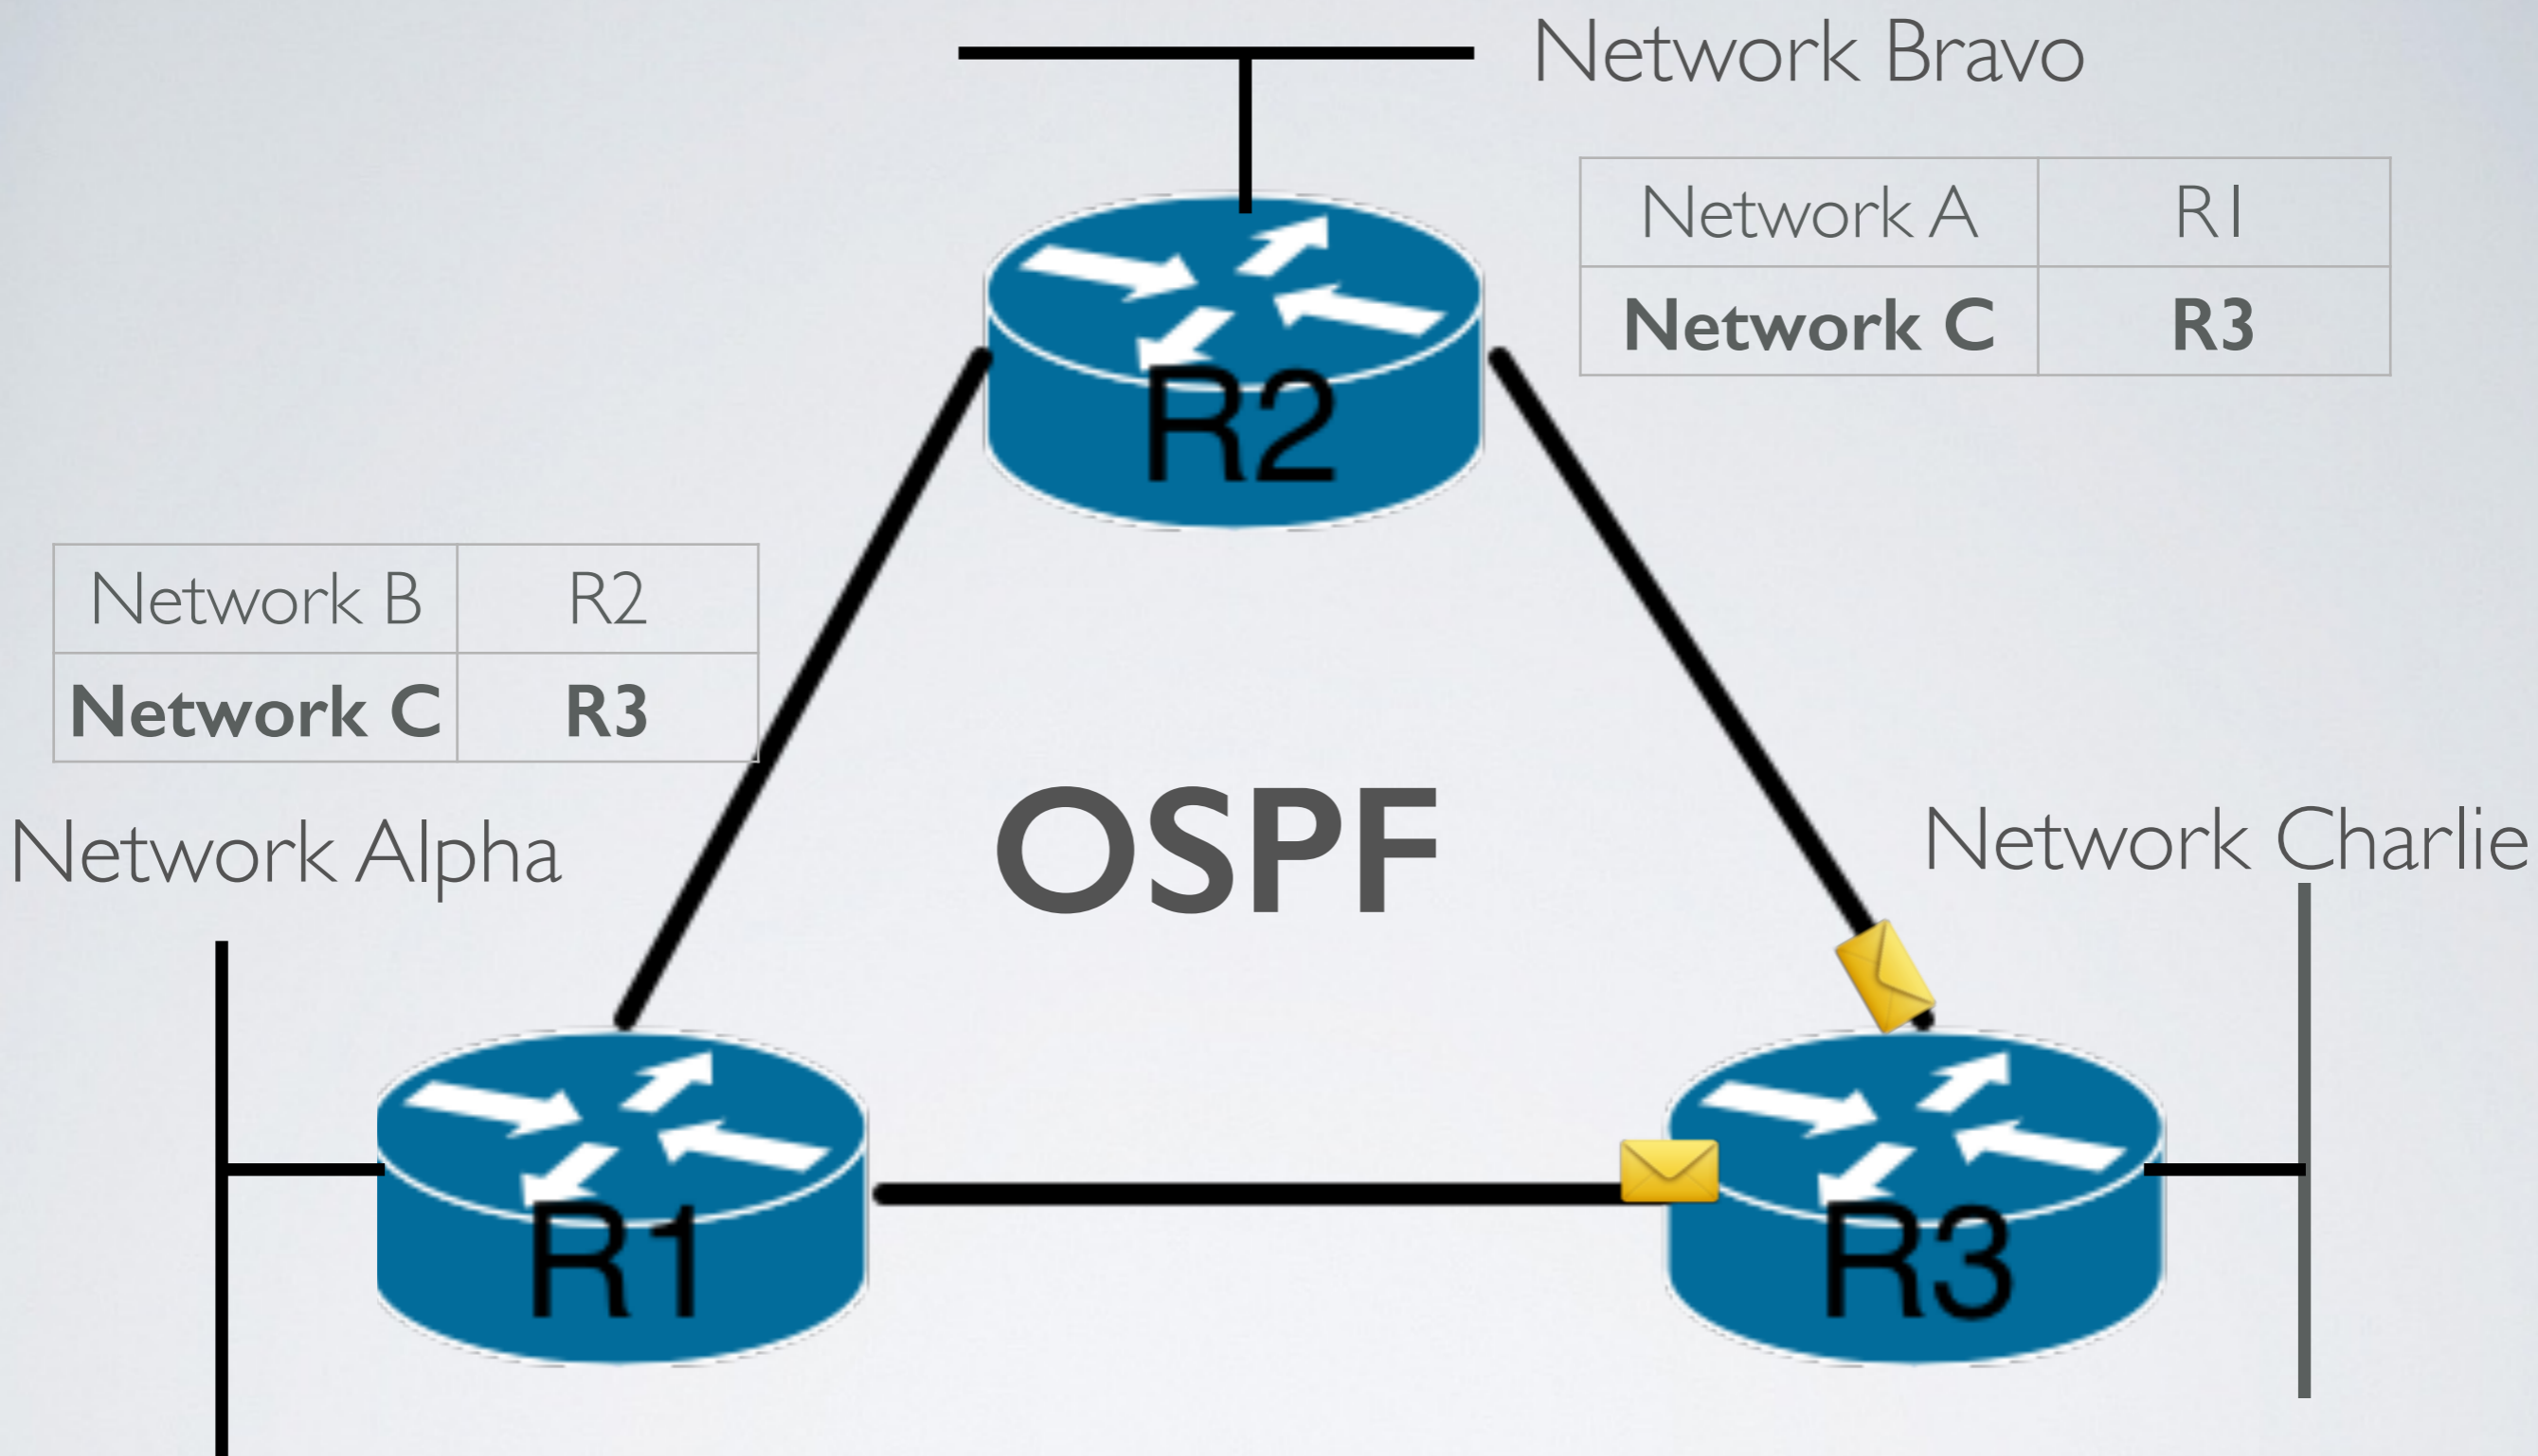 Network Bravo
Network A R1
Network C R3
R2
Network B R2
Network C R3
OSPF
Network Alpha
Network Charlie
R1
R3